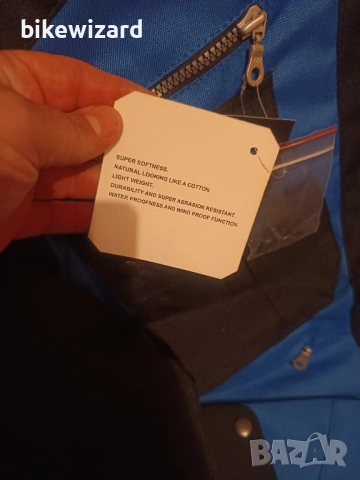 bikewizard
SUPER SOFTNESS.
NATURAL LOOKING LIKE A COTTON.
LIGHT WEIGHT.
DURABILITY AND SUPER ABRASION RESISTANT.
WATER PROOFNESS AND WIND PROOF FUNCTION.
BAZAR
bikewizard